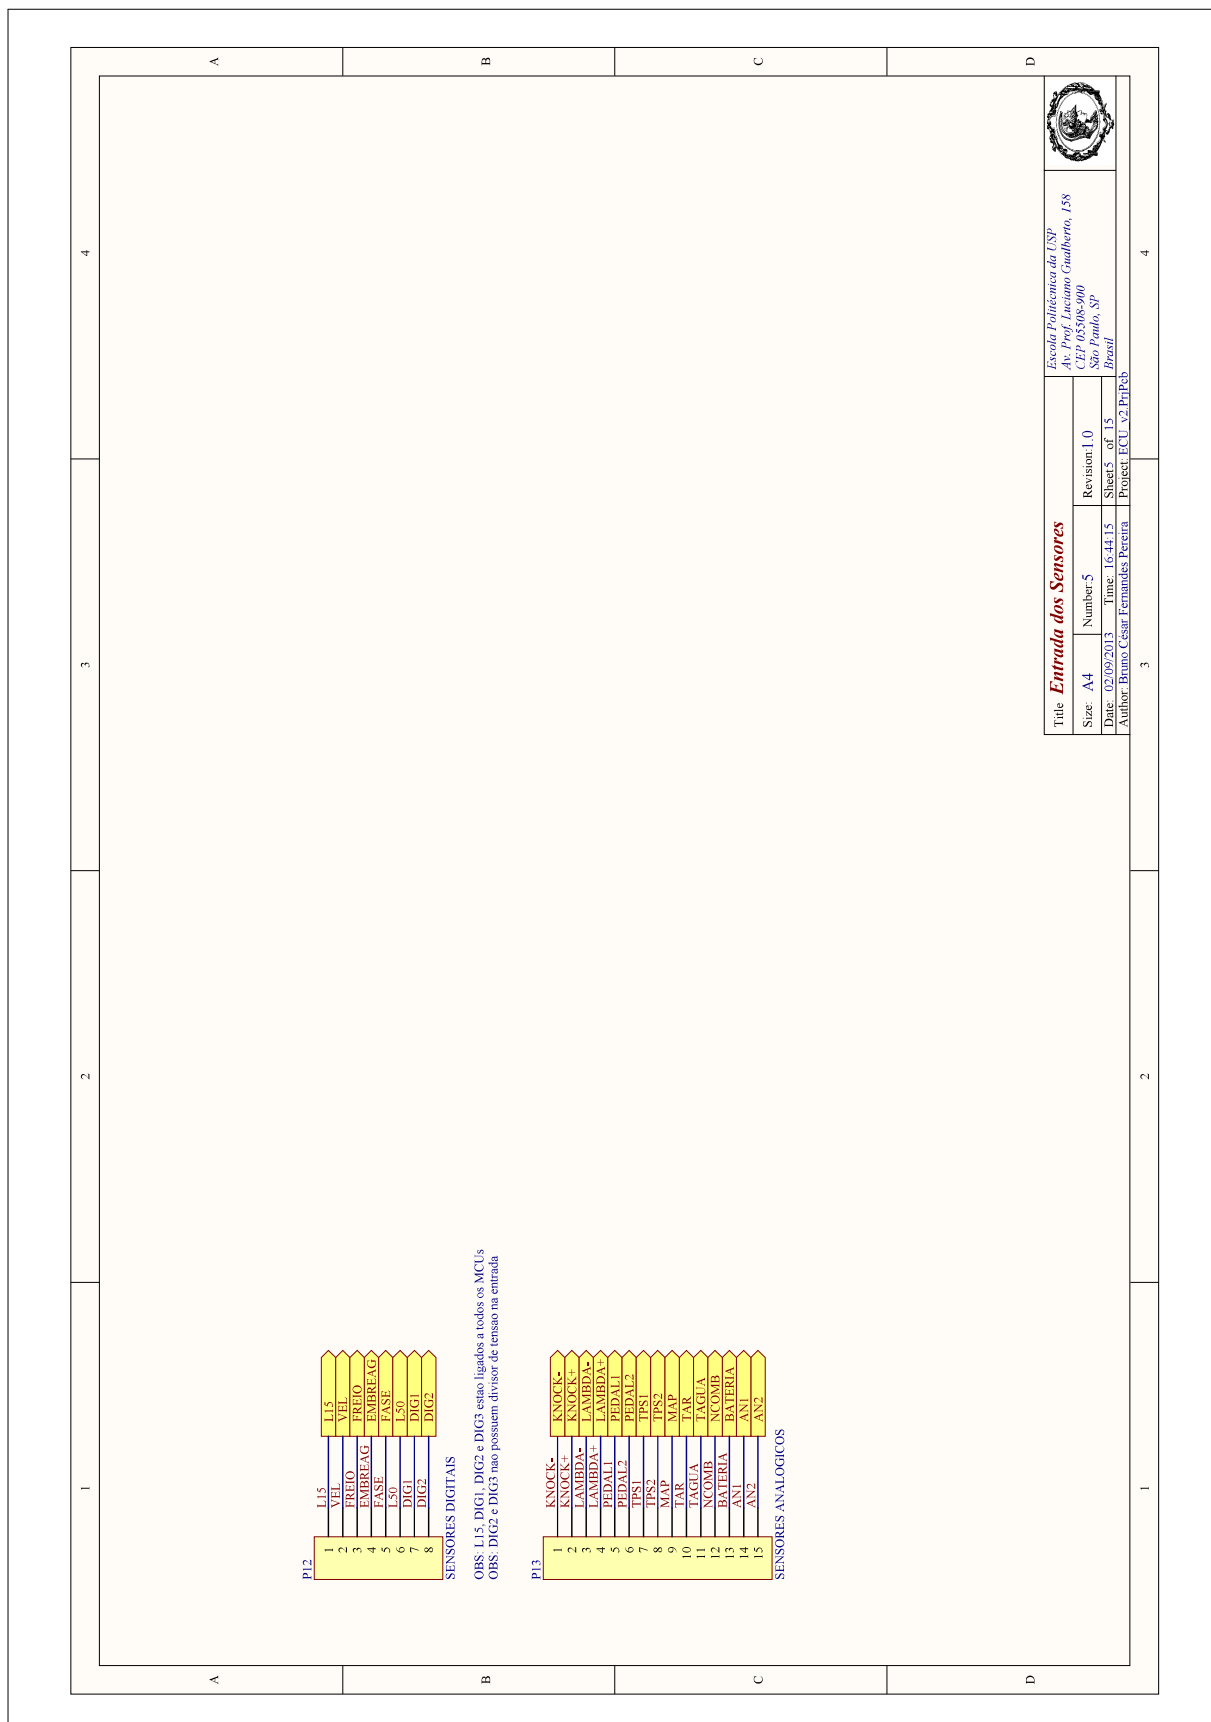 1
2
3
4
A
B
C
D
P12
1 L15 L15
2 VEL VEL
3 FREIO FREIO
4 EMBREAG EMBREAG
5 FASE FASE
6 L50 L50
7 DIG1 DIG1
8 DIG2 DIG2
SENSORES DIGITAIS
OBS: L15, DIG1, DIG2 e DIG3 estao ligados a todos os MCUs
OBS: DIG2 e DIG3 nao possuem divisor de tensao na entrada
P13
1 KNOCK- KNOCK-
2 KNOCK+ KNOCK+
3 LAMBDA- LAMBDA-
4 LAMBDA+ LAMBDA+
5 PEDAL1 PEDAL1
6 PEDAL2 PEDAL2
7 TPS1 TPS1
8 TPS2 TPS2
9 MAP MAP
10 TAR TAR
11 TAGUA TAGUA
12 NCOMB NCOMB
13 BATERIA BATERIA
14 AN1 AN1
15 AN2 AN2
SENSORES ANALOGICOS
Title Entrada dos Sensores
Size: A4 Number:5 Revision:1.0
Date: 02/09/2013 Time: 16:44:15 Sheet5 of 15
Author: Bruno César Fernandes Pereira Project: ECU_v2.PrjPcb
Escola Politécnica da USP
Av. Prof. Luciano Gualberto, 158
CEP 05508-900
São Paulo, SP
Brasil
A
B
C
D
1
2
3
4